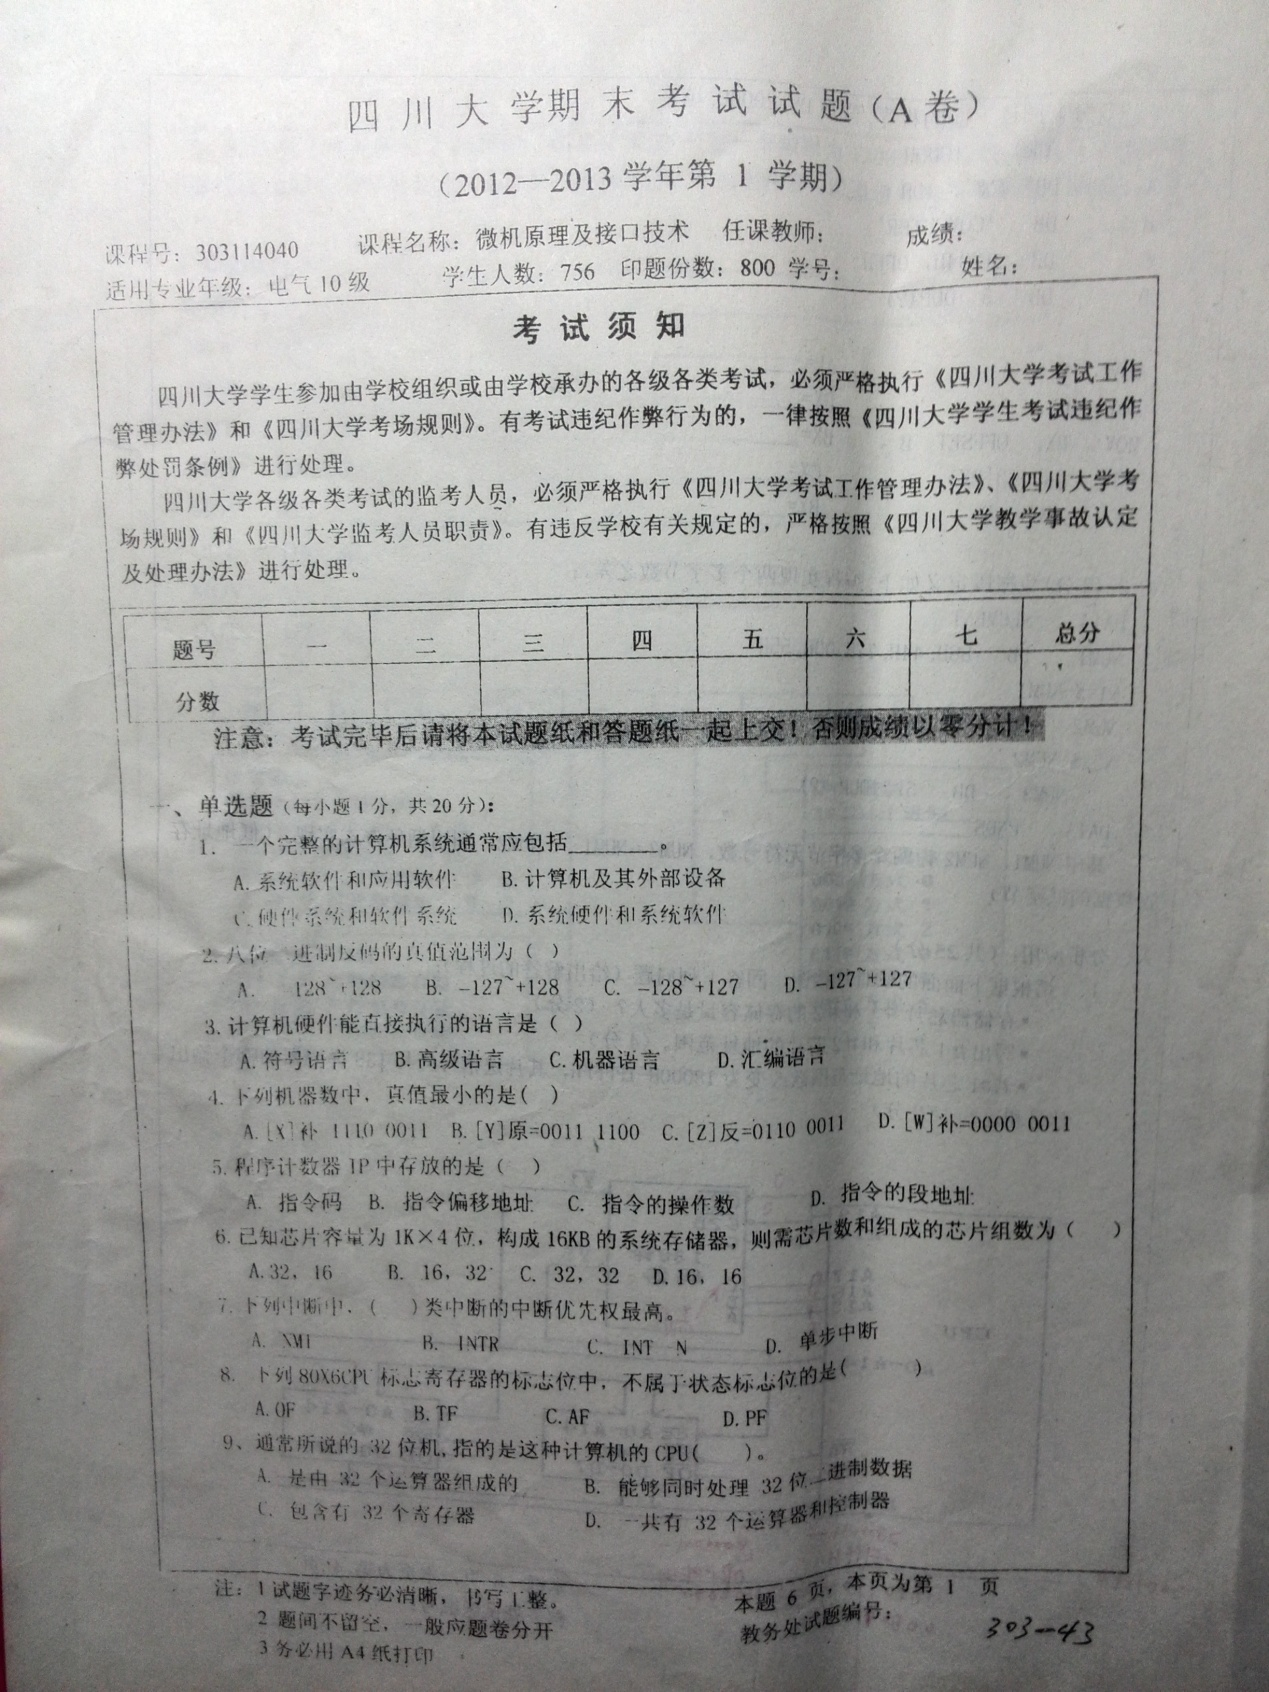 四川大学期末考试试题（A卷）
（2012—2013学年第 1 学期）
课程号：303114040 课程名称：微机原理及接口技术 任课教师： 成绩：
适用专业年级：电气10级 学生人数：756 印题份数：800 学号： 姓名：
考 试 须 知
四川大学学生参加由学校组织或由学校承办的各级各类考试，必须严格执行《四川大学考试工作
管理办法》和《四川大学考场规则》。有考试违纪作弊行为的，一律按照《四川大学学生考试违纪作
弊处罚条例》进行处理。
四川大学各级各类考试的监考人员，必须严格执行《四川大学考试工作管理办法》、《四川大学考
场规则》和《四川大学监考人员职责》。有违反学校有关规定的，严格按照《四川大学教学事故认定
及处理办法》进行处理。
题号 一 二 三 四 五 六 七 总分
分数
注意：考试完毕后请将本试题纸和答题纸一起上交！否则成绩以零分计！
一、单选题（每小题1分，共20分）：
1. 一个完整的计算机系统通常应包括________。
A.系统软件和应用软件 B.计算机及其外部设备
C.硬件系统和软件系统 D.系统硬件和系统软件
2.八位二进制反码的真值范围为（ ）
A. 128~+128 B. -127~+128 C. -128~+127 D. -127~+127
3.计算机硬件能直接执行的语言是（ ）
A.符号语言 B.高级语言 C.机器语言 D.汇编语言
4.下列机器数中，真值最小的是( )
A.[X]补 1110 0011 B.[Y]原=0011 1100 C.[Z]反=0110 0011 D.[W]补=0000 0011
5.程序计数器IP中存放的是（ ）
A. 指令码 B. 指令偏移地址 C. 指令的操作数 D. 指令的段地址
6.已知芯片容量为1K×4位，构成16KB的系统存储器，则需芯片数和组成的芯片组数为（ ）
A.32，16 B. 16，32 C. 32，32 D.16，16
7.下列中断中，( )类中断的中断优先权最高。
A. NMI B. INTR C. INT N D. 单步中断
8. 下列80X86CPU标志寄存器的标志位中，不属于状态标志位的是( )
A.OF B.TF C.AF D.PF
9、通常所说的 32位机,指的是这种计算机的CPU( )。
A. 是由 32 个运算器组成的 B. 能够同时处理 32位二进制数据
C. 包含有 32 个寄存器 D. 一共有 32 个运算器和控制器
注：1试题字迹务必清晰，书写工整。 本题 6 页，本页为第 1 页
2 题间不留空，一般应题卷分开 教务处试题编号：
3 务必用A4纸打印 303-43